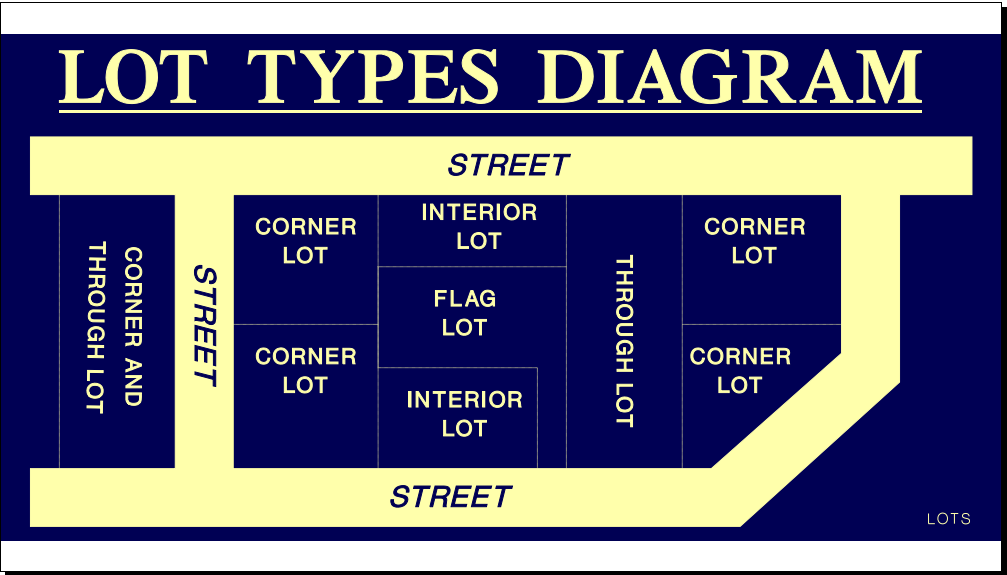 LOT TYPES DIAGRAM
STREET
CORNER AND
THROUGH LOT
STREET
CORNER
LOT
CORNER
LOT
INTERIOR
LOT
FLAG
LOT
INTERIOR
LOT
THROUGH LOT
CORNER
LOT
CORNER
LOT
STREET
LOTS